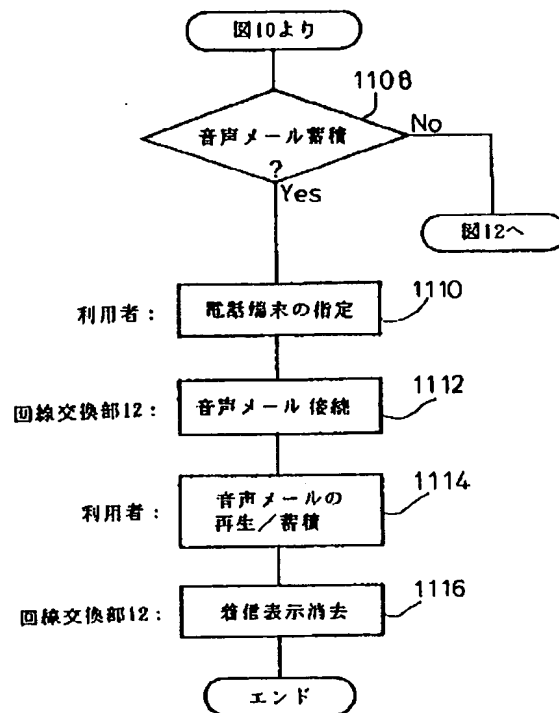 図10より
1108
音声メール蓄積
?
No
Yes
図12へ
利用者：
電話端末の指定
1110
回線交換部12：
音声メール 接続
1112
利用者：
音声メールの
再生／蓄積
1114
回線交換部12：
着信表示消去
1116
エンド